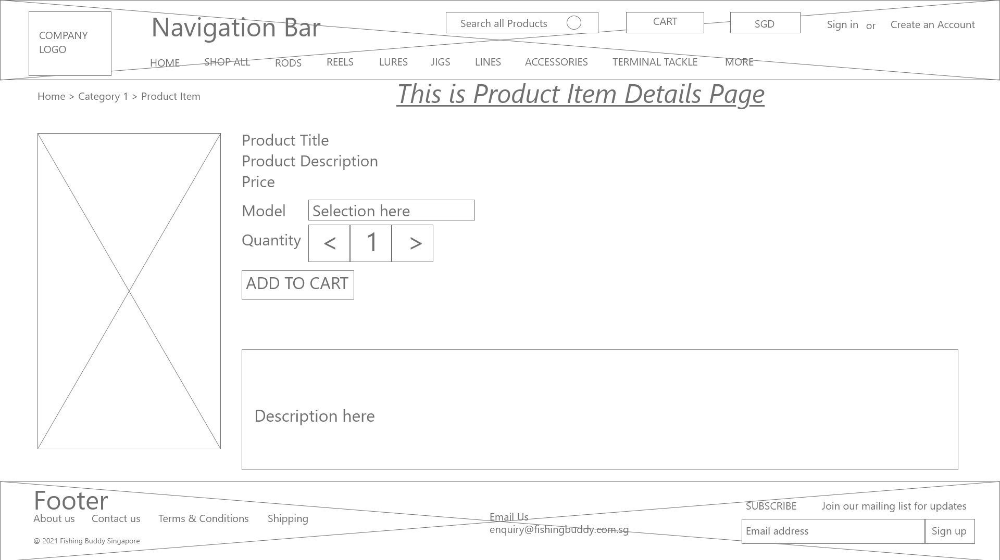 COMPANY
LOGO
Navigation Bar
Search all Products
CART
SGD
Sign in or Create an Account
HOME SHOP ALL RODS REELS LURES JIGS LINES ACCESSORIES TERMINAL TACKLE MORE
Home > Category 1 > Product Item
This is Product Item Details Page
Product Title
Product Description
Price
Model Selection here
Quantity < 1 >
ADD TO CART
Description here
Footer
About us Contact us Terms & Conditions Shipping
@ 2021 Fishing Buddy Singapore
Email Us
enquiry@fishingbuddy.com.sg
SUBSCRIBE Join our mailing list for updates
Email address Sign up